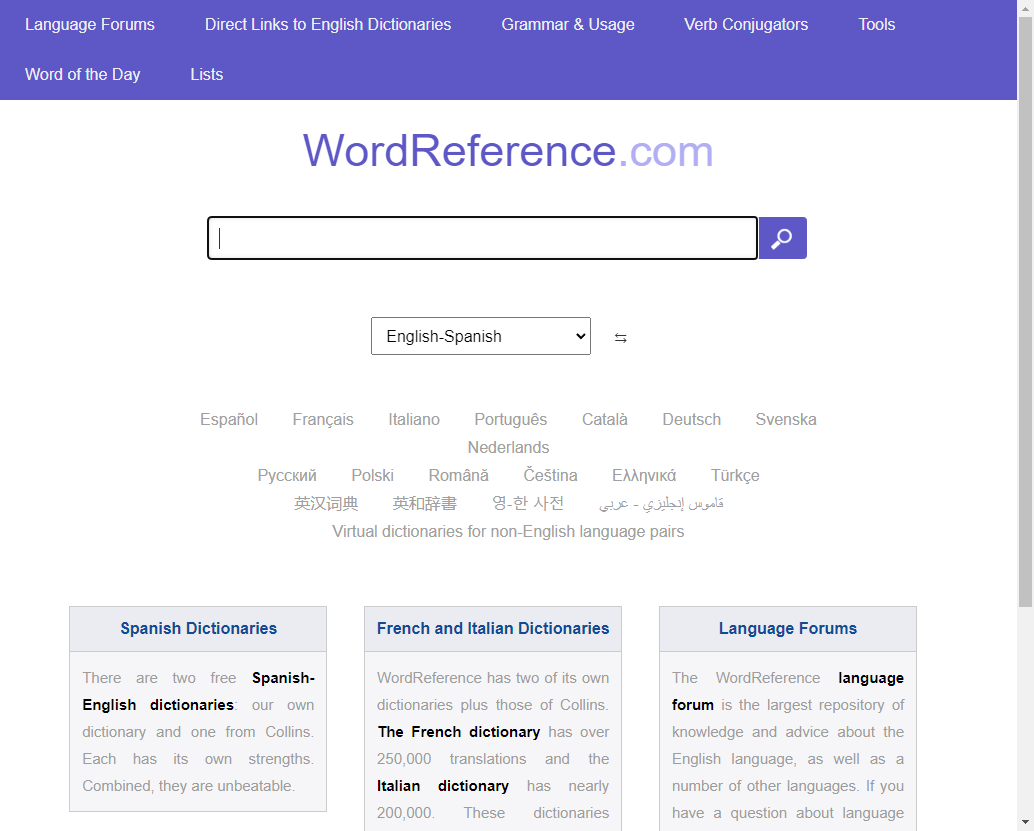 Language Forums Direct Links to English Dictionaries Grammar & Usage Verb Conjugators Tools
Word of the Day Lists
WordReference.com
English-Spanish ⇆
Español Français Italiano Português Català Deutsch Svenska
Nederlands
Русский Polski Română Čeština Ελληνικά Türkçe
英汉词典 英和辞書 영-한 사전 قاموس إنجليزي - عربي
Virtual dictionaries for non-English language pairs
Spanish Dictionaries
There are two free Spanish-
English dictionaries: our own
dictionary and one from Collins.
Each has its own strengths.
Combined, they are unbeatable.
French and Italian Dictionaries
WordReference has two of its own
dictionaries plus those of Collins.
The French dictionary has over
250,000 translations and the
Italian dictionary has nearly
200,000. These dictionaries
Language Forums
The WordReference language
forum is the largest repository of
knowledge and advice about the
English language, as well as a
number of other languages. If you
have a question about language